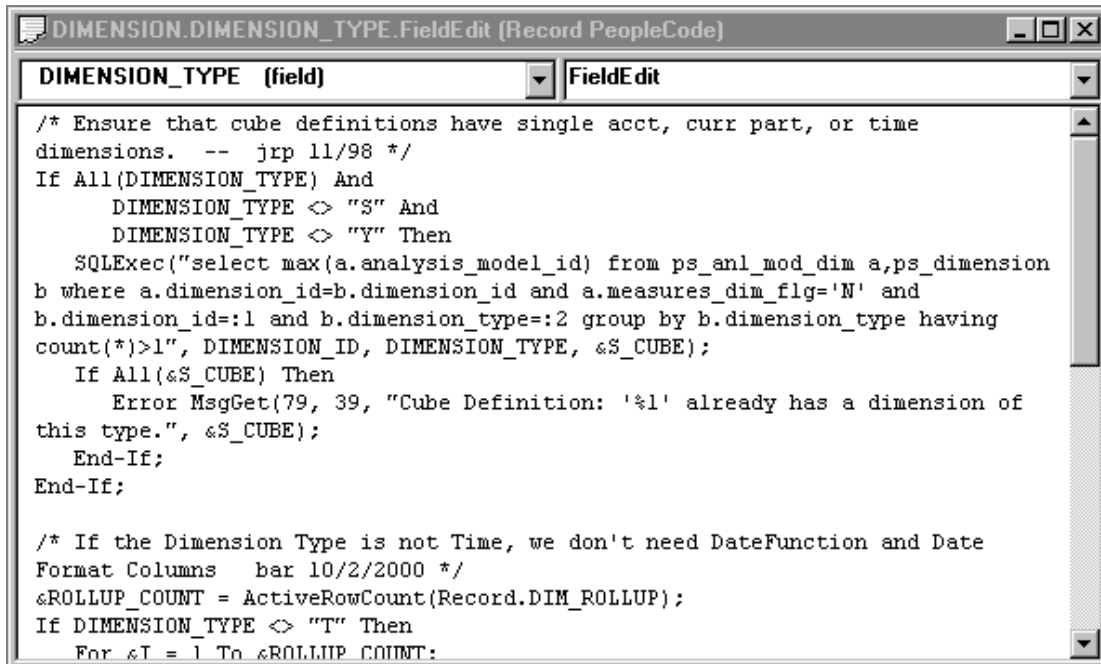 DIMENSION.DIMENSION_TYPE.FieldEdit (Record PeopleCode)
DIMENSION_TYPE (field) FieldEdit
/* Ensure that cube definitions have single acct, curr part, or time
dimensions. -- jrp 11/98 */
If All(DIMENSION_TYPE) And
DIMENSION_TYPE <> "S" And
DIMENSION_TYPE <> "Y" Then
SQLExec("select max(a.analysis_model_id) from ps_anl_mod_dim a,ps_dimension
b where a.dimension_id=b.dimension_id and a.measures_dim_flg='N' and
b.dimension_id=:1 and b.dimension_type=:2 group by b.dimension_type having
count(*)>1", DIMENSION_ID, DIMENSION_TYPE, &S_CUBE);
If All(&S_CUBE) Then
Error MsgGet(79, 39, "Cube Definition: '%1' already has a dimension of
this type.", &S_CUBE);
End-If;
End-If;
/* If the Dimension Type is not Time, we don't need DateFunction and Date
Format Columns bar 10/2/2000 */
&ROLLUP_COUNT = ActiveRowCount(Record.DIM_ROLLUP);
If DIMENSION_TYPE <> "T" Then
For &I = 1 To &ROLLUP_COUNT;